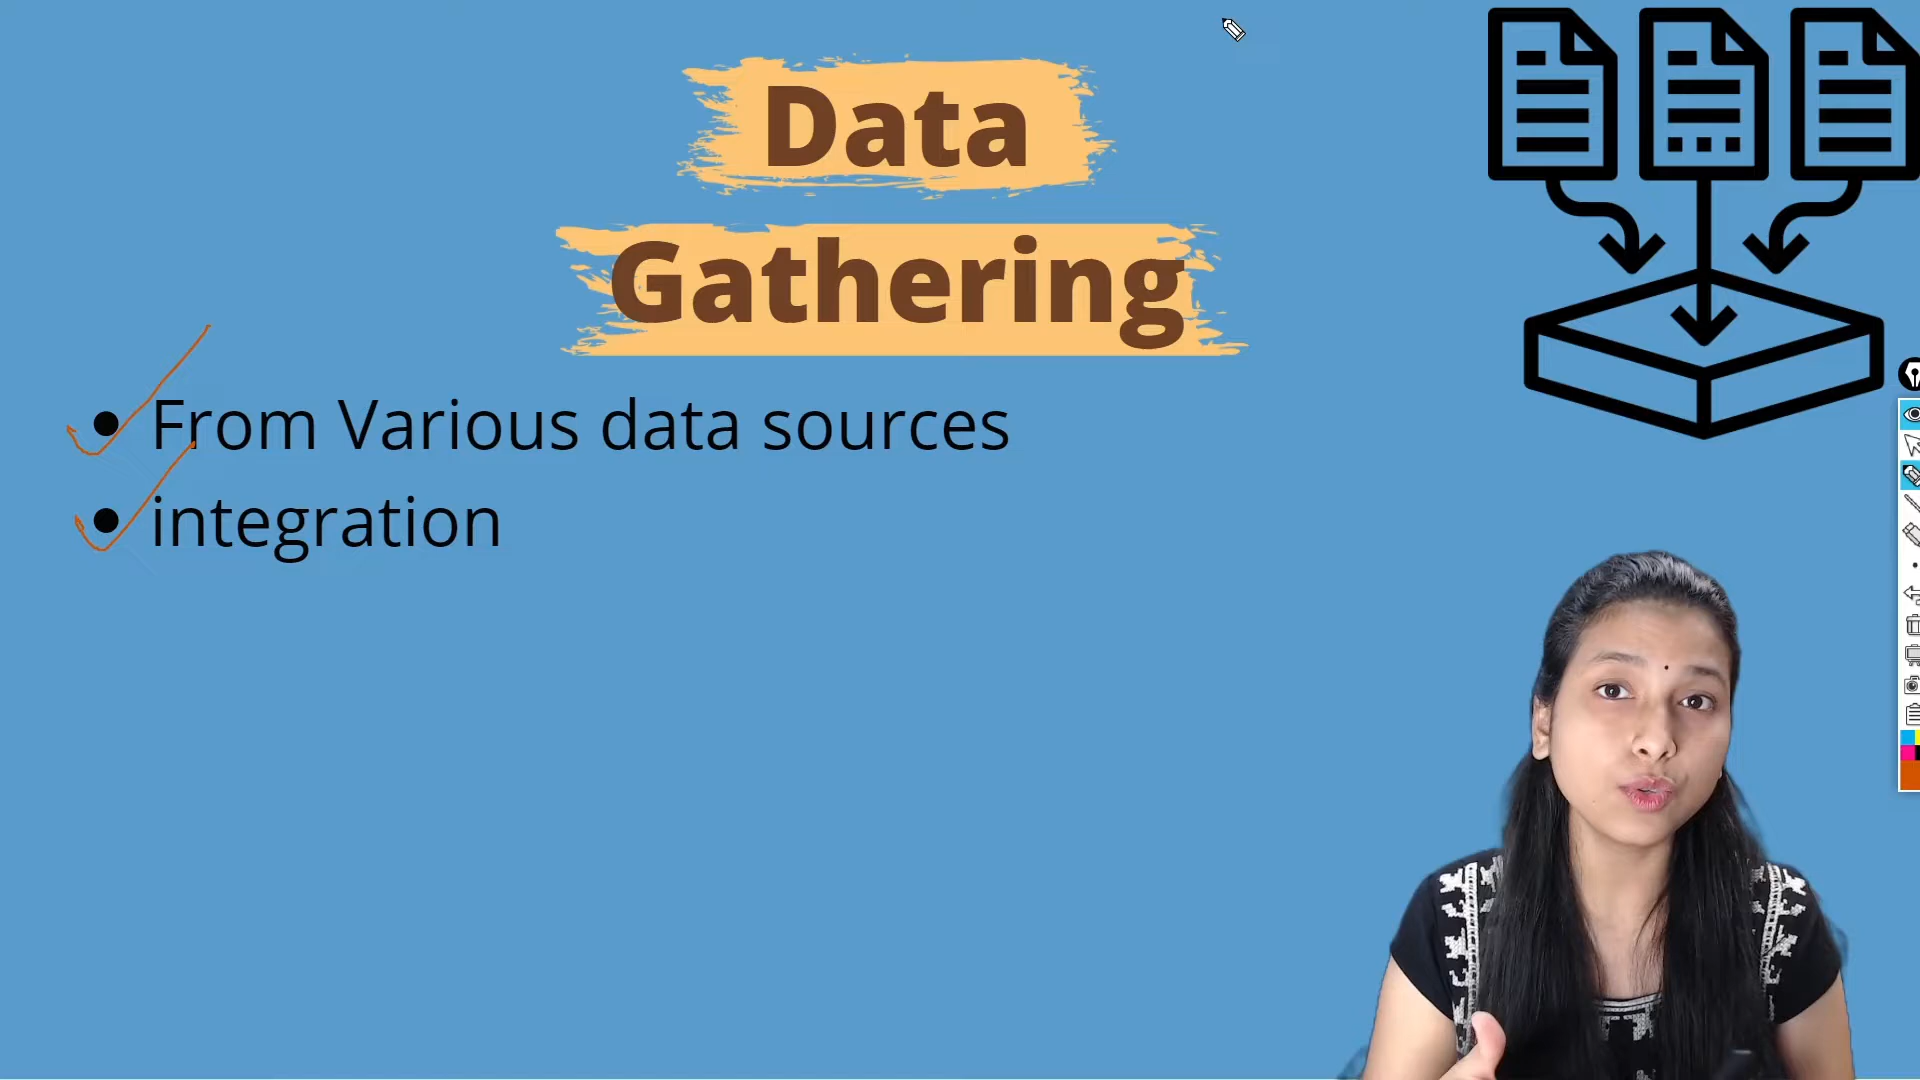 Data
Gathering
• From Various data sources
• integration